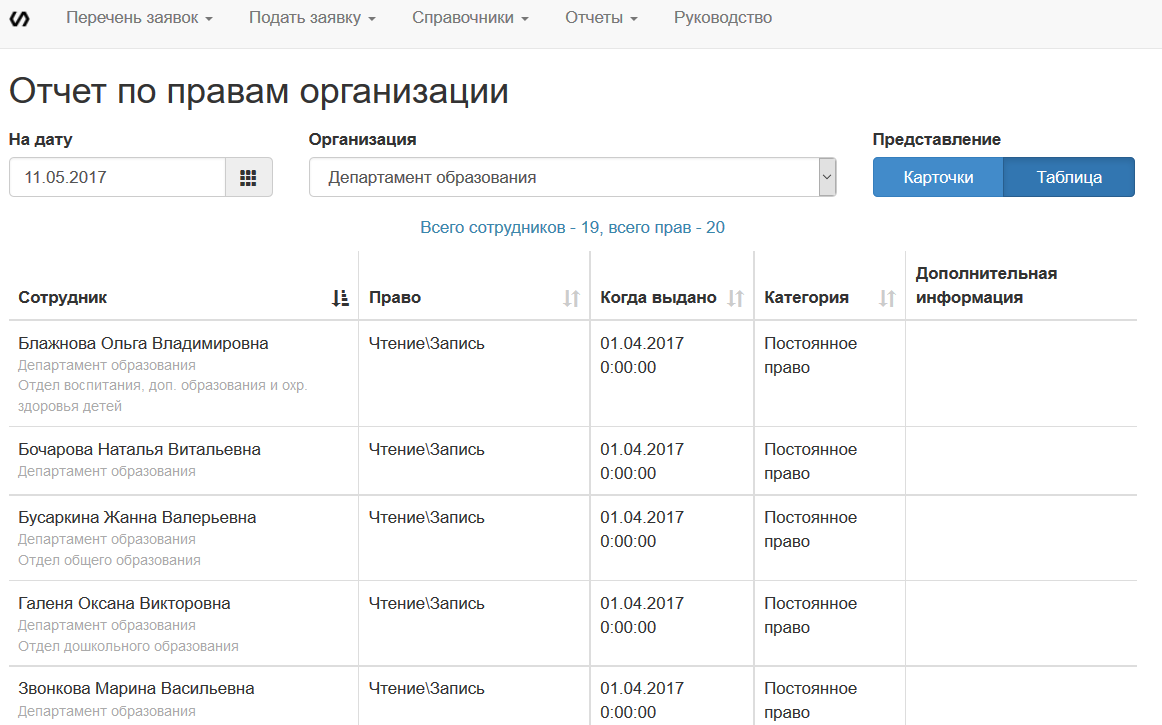 Перечень заявок Подать заявку Справочники Отчеты Руководство
Отчет по правам организации
На дату Организация Представление
11.05.2017 Департамент образования Карточки Таблица
Всего сотрудников - 19, всего прав - 20
Дополнительная
Сотрудник Право Когда выдано Категория информация
Блажнова Ольга Владимировна Чтение\Запись 01.04.2017 Постоянное
Департамент образования 0:00:00 право
Отдел воспитания, доп. образования и охр.
здоровья детей
Бочарова Наталья Витальевна Чтение\Запись 01.04.2017 Постоянное
Департамент образования 0:00:00 право
Бусаркина Жанна Валерьевна Чтение\Запись 01.04.2017 Постоянное
Департамент образования 0:00:00 право
Отдел общего образования
Галеня Оксана Викторовна Чтение\Запись 01.04.2017 Постоянное
Департамент образования 0:00:00 право
Отдел дошкольного образования
Звонкова Марина Васильевна Чтение\Запись 01.04.2017 Постоянное
Департамент образования 0:00:00 право